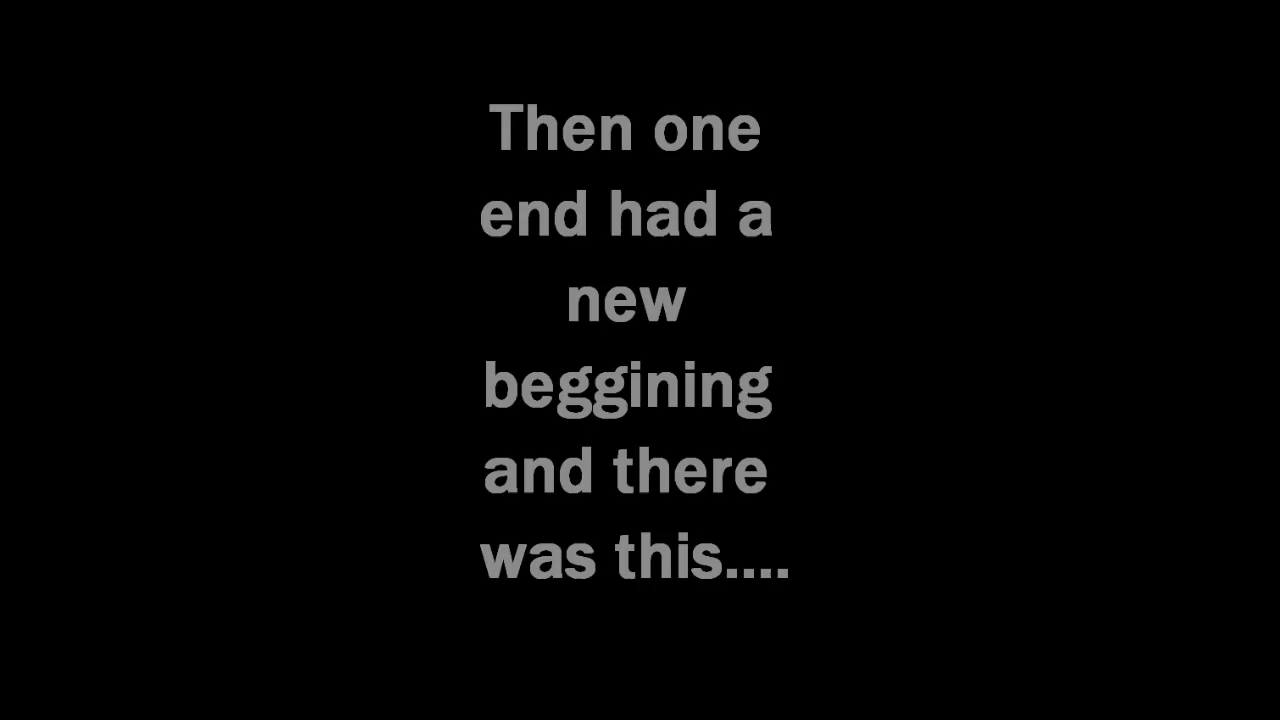 Then one
end had a
new
beggining
and there
was this....